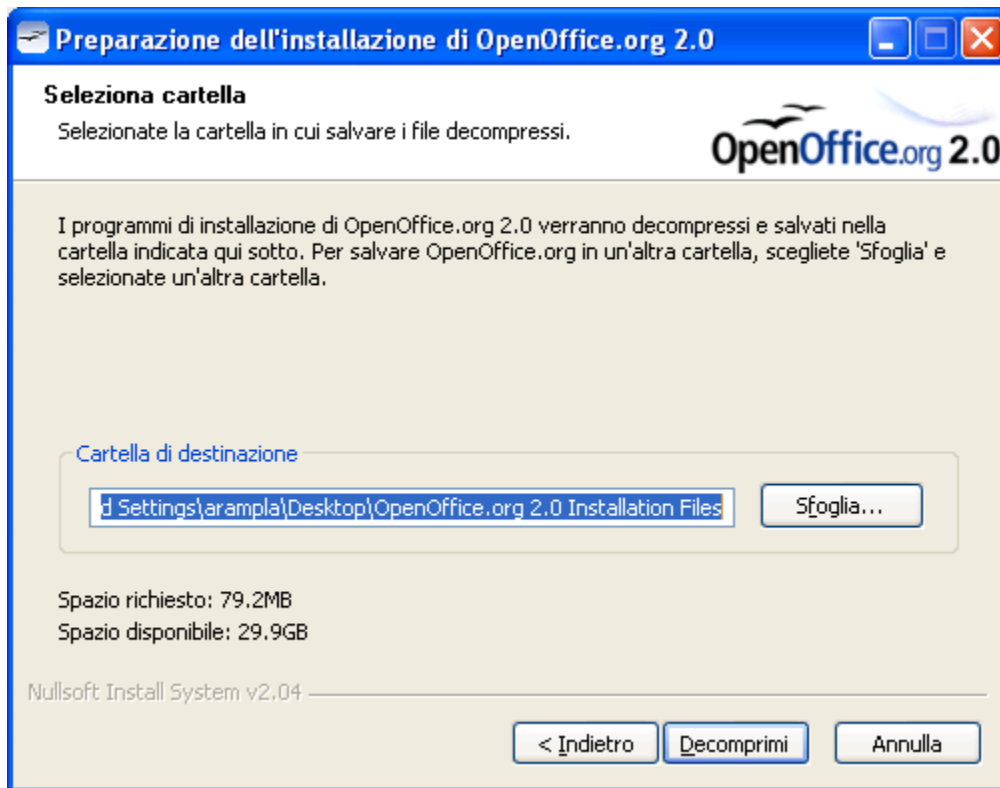 Preparazione dell'installazione di OpenOffice.org 2.0
Seleziona cartella
Selezionate la cartella in cui salvare i file decompressi.
OpenOffice.org 2.0
I programmi di installazione di OpenOffice.org 2.0 verranno decompressi e salvati nella
cartella indicata qui sotto. Per salvare OpenOffice.org in un'altra cartella, scegliete 'Sfoglia' e
selezionate un'altra cartella.
Cartella di destinazione
d Settings\arampla\Desktop\OpenOffice.org 2.0 Installation Files
Sfoglia...
Spazio richiesto: 79.2MB
Spazio disponibile: 29.9GB
Nullsoft Install System v2.04
< Indietro
Decomprimi
Annulla